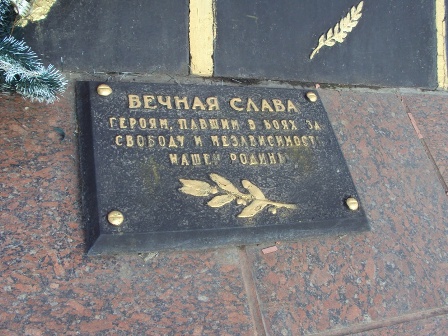 ВЕЧНАЯ СЛАВА
ГЕРОЯМ, ПАВШИМ В БОЯХ ЗА
СВОБОДУ И НЕЗАВИСИМОСТЬ
НАШЕЙ РОДИНЫ